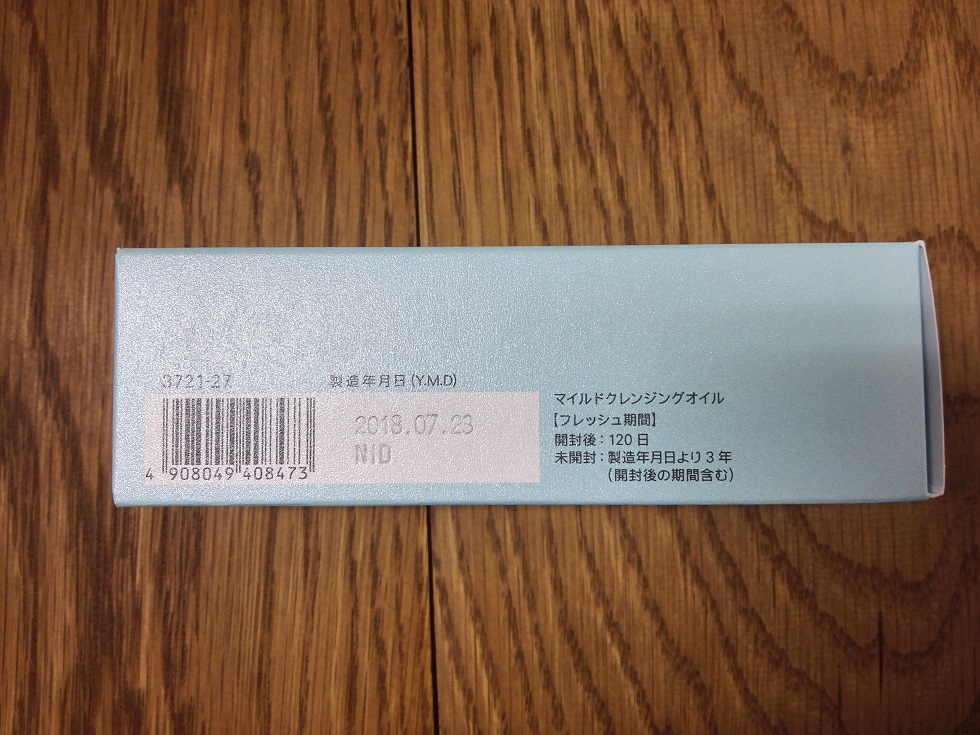 3721-27
製造年月日(Y.M.D)
2018.07.23
NID
4 908049 408473
マイルドクレンジングオイル
【フレッシュ期間】
開封後：120日
未開封：製造年月日より3年
（開封後の期間含む）